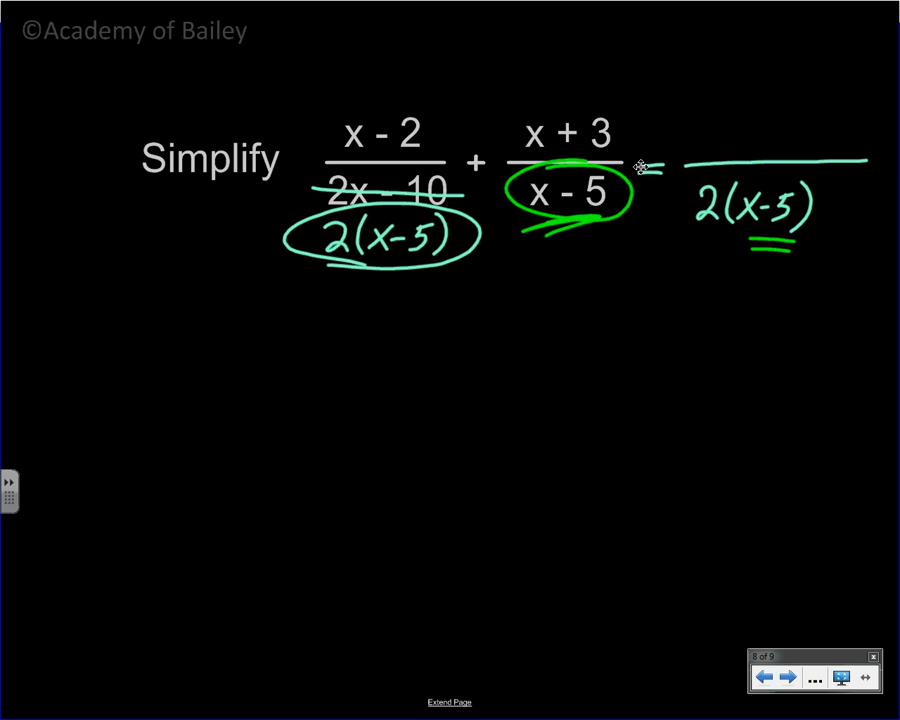 ©Academy of Bailey
Simplify x - 2 / 2x - 10 + x + 3 / x - 5 =
2(x-5)
2(x-5)
8 of 9
Extend Page